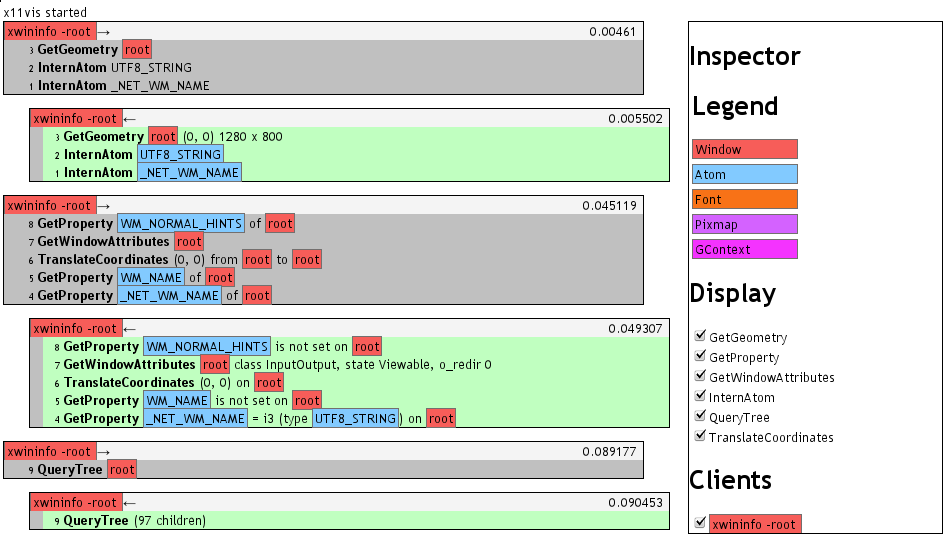 x11vis started
xwininfo -root → 0.00461
3 GetGeometry root
2 InternAtom UTF8_STRING
1 InternAtom _NET_WM_NAME
xwininfo -root ← 0.005502
3 GetGeometry root (0, 0) 1280 x 800
2 InternAtom UTF8_STRING
1 InternAtom _NET_WM_NAME
xwininfo -root → 0.045119
8 GetProperty WM_NORMAL_HINTS of root
7 GetWindowAttributes root
6 TranslateCoordinates (0, 0) from root to root
5 GetProperty WM_NAME of root
4 GetProperty _NET_WM_NAME of root
xwininfo -root ← 0.049307
8 GetProperty WM_NORMAL_HINTS is not set on root
7 GetWindowAttributes root class InputOutput, state Viewable, o_redir 0
6 TranslateCoordinates (0, 0) on root
5 GetProperty WM_NAME is not set on root
4 GetProperty _NET_WM_NAME = i3 (type UTF8_STRING) on root
xwininfo -root → 0.089177
9 QueryTree root
xwininfo -root ← 0.090453
9 QueryTree (97 children)
Inspector
Legend
Window
Atom
Font
Pixmap
GContext
Display
GetGeometry
GetProperty
GetWindowAttributes
InternAtom
QueryTree
TranslateCoordinates
Clients
xwininfo -root